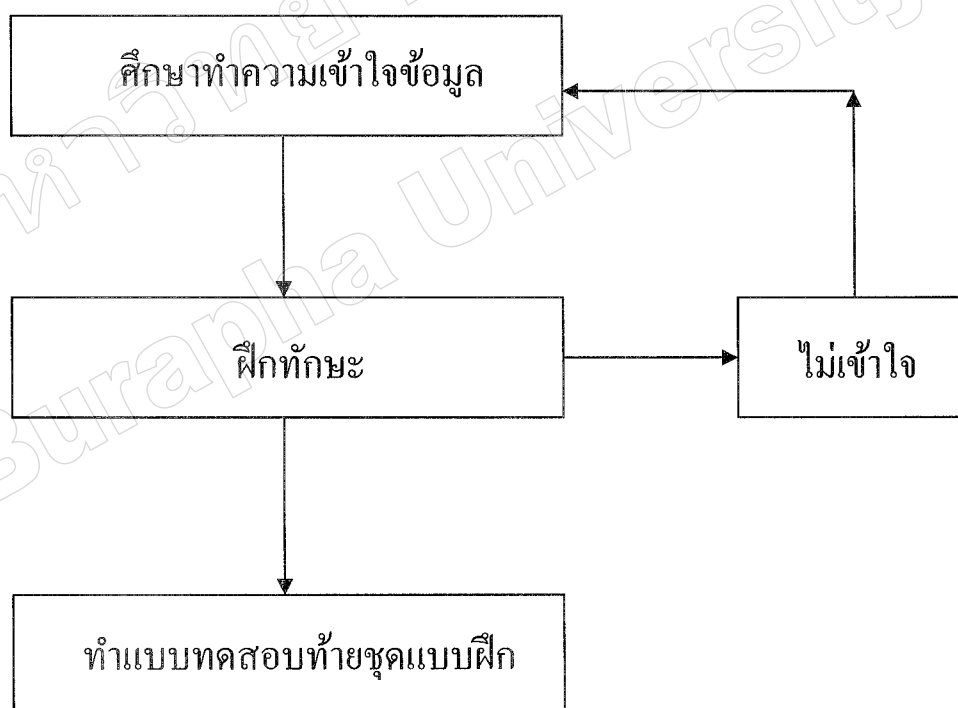 ศึกษาทำความเข้าใจข้อมูล
ฝึกทักษะ
ไม่เข้าใจ
ทำแบบทดสอบท้ายชุดแบบฝึก
Burapha University